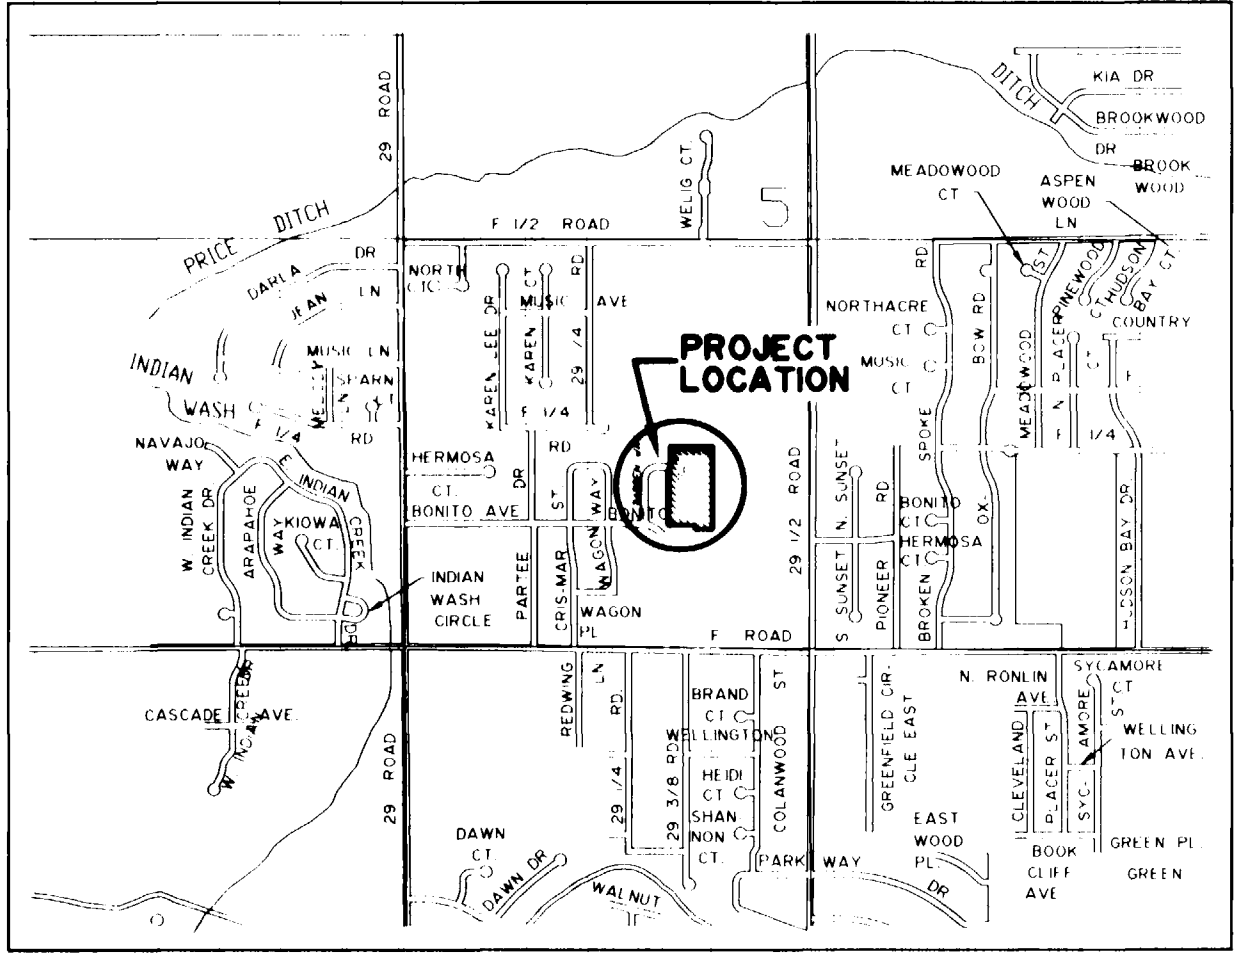 29 ROAD
DITCH
KIA DR
BROOKWOOD
DR
BROOK
WOOD
MEADOWOOD
CT
ASPEN
WOOD
LN
WELIG CT.
5
F 1/2 ROAD
PRICE DITCH
DARLA DR
JEAN LN
NORTH
CT
MUSIC AVE
KAREN LEE DR
KAREN CT
29 1/4 RD
RD
BOW RD
ST
PINEWOOD
CT
HUDSON
BAY CT.
NORTHACRE
CT
COUNTRY
MUSIC LN
INDIAN
WASH
PROJECT
LOCATION
MUSIC
CT
MEADOWOOD
N PLACER
CT
F 1/4
RD
F 1/4
RD
F 1/4
NAVAJO
WAY
HERMOSA
CT.
BONITO AVE
DR
ST
WAGON WAY
W. INDIAN
CREEK DR
ARAPAHOE
WAY
KIOWA
CT.
INDIAN
CREEK
DR
29 1/2 ROAD
N. SUNSET
S SUNSET
PIONEER RD
SPOKE
BROKEN
OX-
BONITO
CT
HERMOSA
CT
HUDSON BAY DR.
INDIAN
WASH
CIRCLE
PARTEE
CRIS-MAR
WAGON
PL
F ROAD
CASCADE AVE.
W. INDIAN
CREEK
DR
29 ROAD
REDWING
LN
29 1/4 RD.
29 3/8 RD
BRAND
CT
WELLINGTON
HEIDI
CT
SHAN-
NON
CT.
COLANWOOD ST
GREENFIELD CIR.
CLE EAST
N. RONLIN
AVE.
SYCAMORE
CT
ST
CLEVELAND
PLACER ST
SYC-
AMORE
WELLING
TON AVE.
DAWN
CT.
DAWN DR
WALNUT
PARK WAY
DR
EAST
WOOD
PL.
BOOK
CLIFF
AVE
GREEN PL.
GREEN